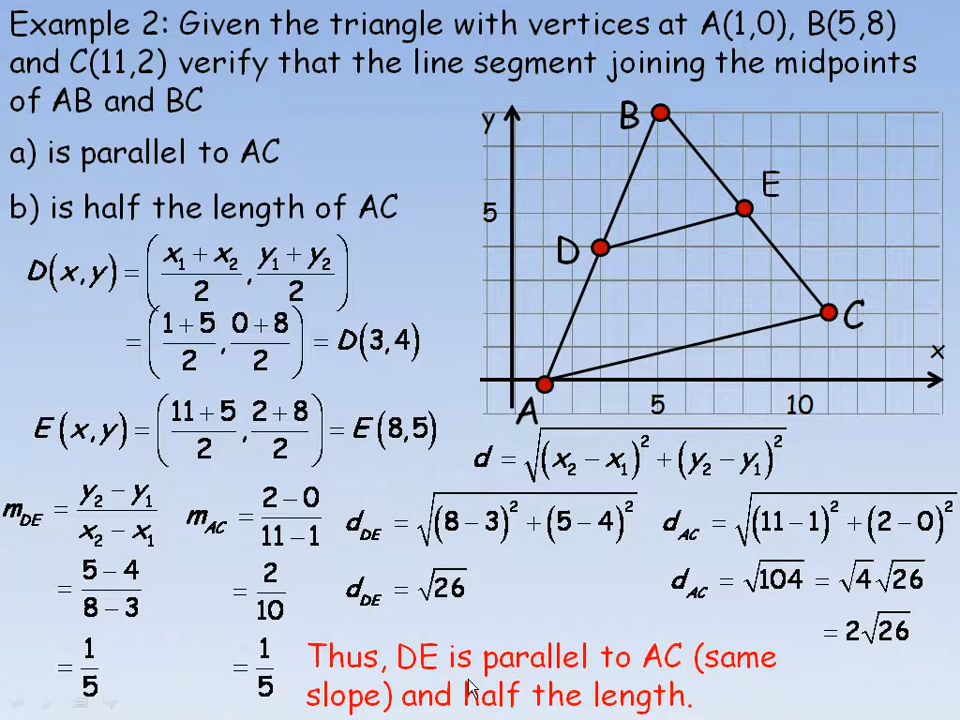 Example 2: Given the triangle with vertices at A(1,0), B(5,8)
and C(11,2) verify that the line segment joining the midpoints
of AB and BC
a) is parallel to AC
b) is half the length of AC
D(x,y) = ( (x₁ + x₂)/2 , (y₁ + y₂)/2 )
= ( (1+5)/2 , (0+8)/2 ) = D(3,4)
E(x,y) = ( (11+5)/2 , (2+8)/2 ) = E(8,5)
m_DE = (y₂ − y₁)/(x₂ − x₁)
= (5−4)/(8−3)
= 1/5
m_AC = (2−0)/(11−1)
= 2/10
= 1/5
y
B
E
5
D
C
x
A
5
10
d = √((x₂ − x₁)² + (y₂ − y₁)²)
d_DE = √((8−3)² + (5−4)²)
d_DE = √26
d_AC = √((11−1)² + (2−0)²)
d_AC = √104 = √4√26
= 2√26
Thus, DE is parallel to AC (same
slope) and half the length.